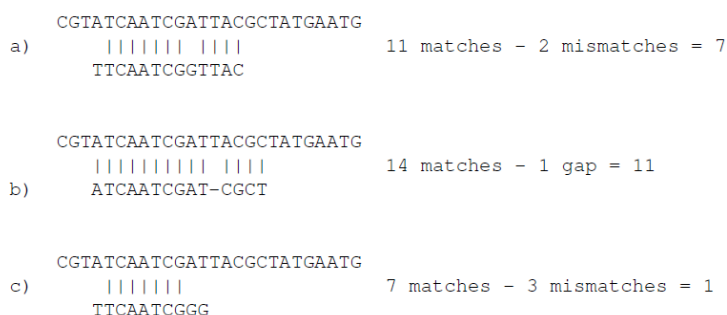 CGTATCAATCGATTACGCTATGAATG
a) ||||||| |||| 11 matches – 2 mismatches = 7
TTCAATCGGTTAC
CGTATCAATCGATTACGCTATGAATG
|||||||||| |||| 14 matches – 1 gap = 11
b) ATCAATCGAT–CGCT
CGTATCAATCGATTACGCTATGAATG
c) ||||||| 7 matches – 3 mismatches = 1
TTCAATCGGG